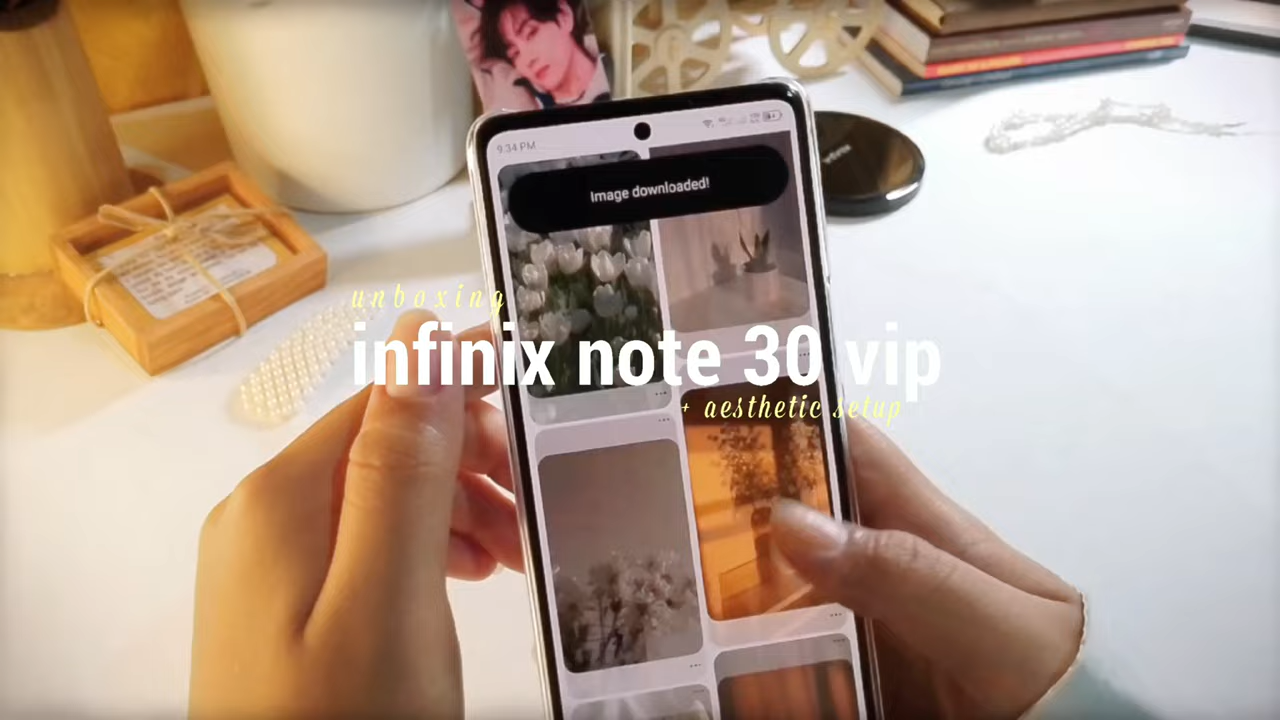 9:34 PM
Image downloaded!
unboxing
infinix note 30 vip
+ aesthetic setup